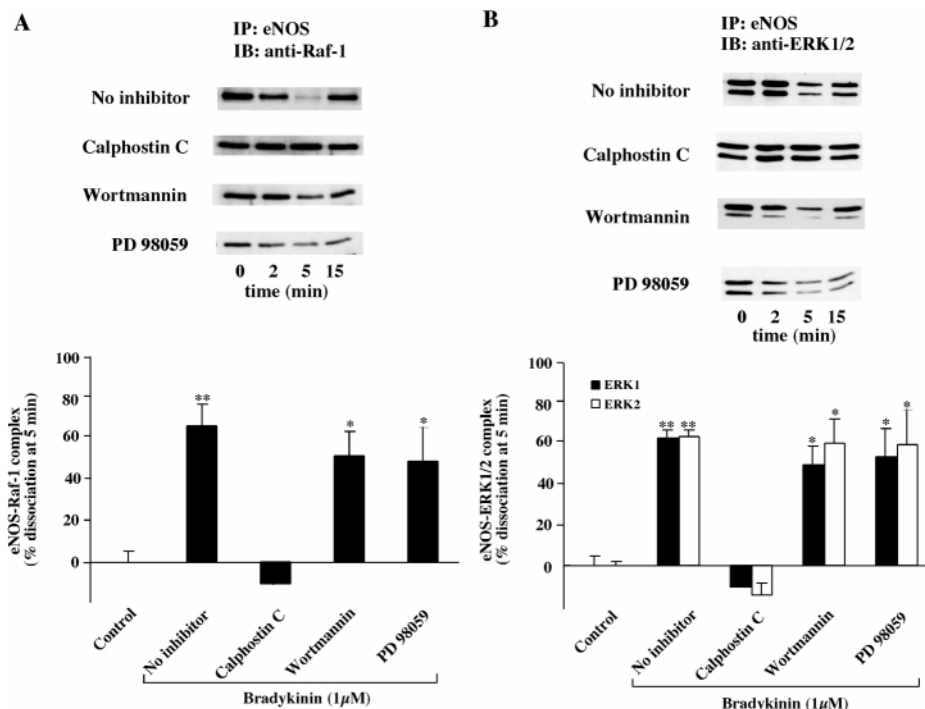 A
IP: eNOS
IB: anti-Raf-1
No inhibitor
Calphostin C
Wortmannin
PD 98059
0 2 5 15
time (min)
eNOS-Raf-1 complex
(% dissociation at 5 min)
100
80
60
40
20
0
**
*
*
Control
No inhibitor
Calphostin C
Wortmannin
PD 98059
Bradykinin (1μM)
B
IP: eNOS
IB: anti-ERK1/2
No inhibitor
Calphostin C
Wortmannin
PD 98059
0 2 5 15
time (min)
eNOS-ERK1/2 complex
(% dissociation at 5 min)
100
80
60
40
20
0
ERK1
ERK2
** **
* *
* *
Control
No inhibitor
Calphostin C
Wortmannin
PD 98059
Bradykinin (1μM)